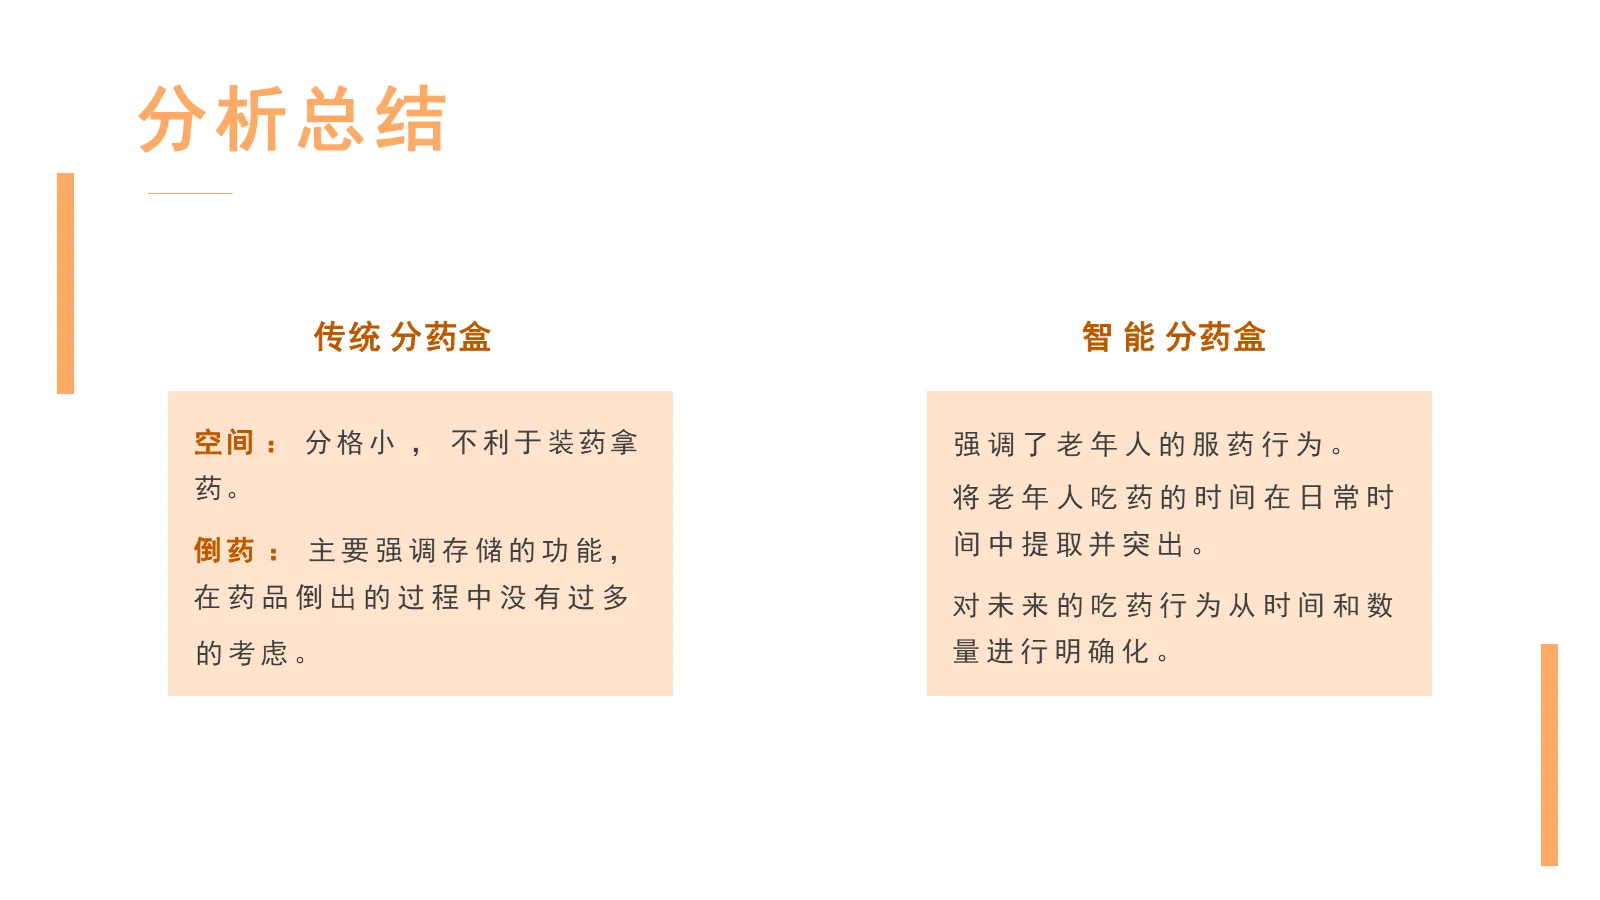 分析总结
传统 分药盒
空间： 分格小， 不利于装药拿
药。
倒药： 主要强调存储的功能，
在药品倒出的过程中没有过多
的考虑。
智 能 分药盒
强调了老年人的服药行为。
将老年人吃药的时间在日常时
间中提取并突出。
对未来的吃药行为从时间和数
量进行明确化。